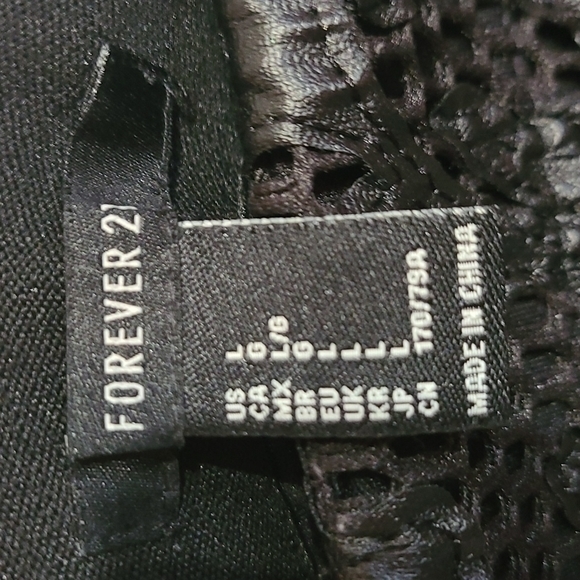 FOREVER 21
US L
CA G
MX L/G
BR G
EU L
UK L
KR L
JP L
CN 170/79A
MADE IN CHINA